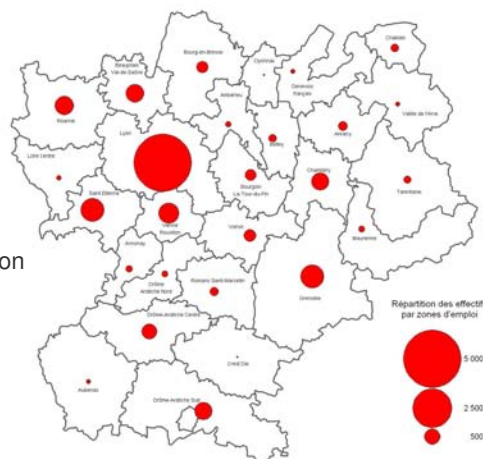 Chablais
Bourg-en-Bresse
Oyonnax
Genevois
français
Beaujolais
Val de Saône
Ambérieu
Vallée de l'Arve
Roanne
Lyon
Belley
Annecy
Loire centre
Bourgoin
La Tour-du-Pin
Chambéry
Tarentaise
Saint Etienne
Vienne
Roussillon
Voiron
Maurienne
on
Annonay
Drôme
Ardèche Nord
Romans Saint-Marcellin
Grenoble
Répartition des effectif
par zones d'emploi
Drôme-Ardèche Centre
5 000
Crest Die
2 500
Aubenas
Drôme-Ardèche Sud
500